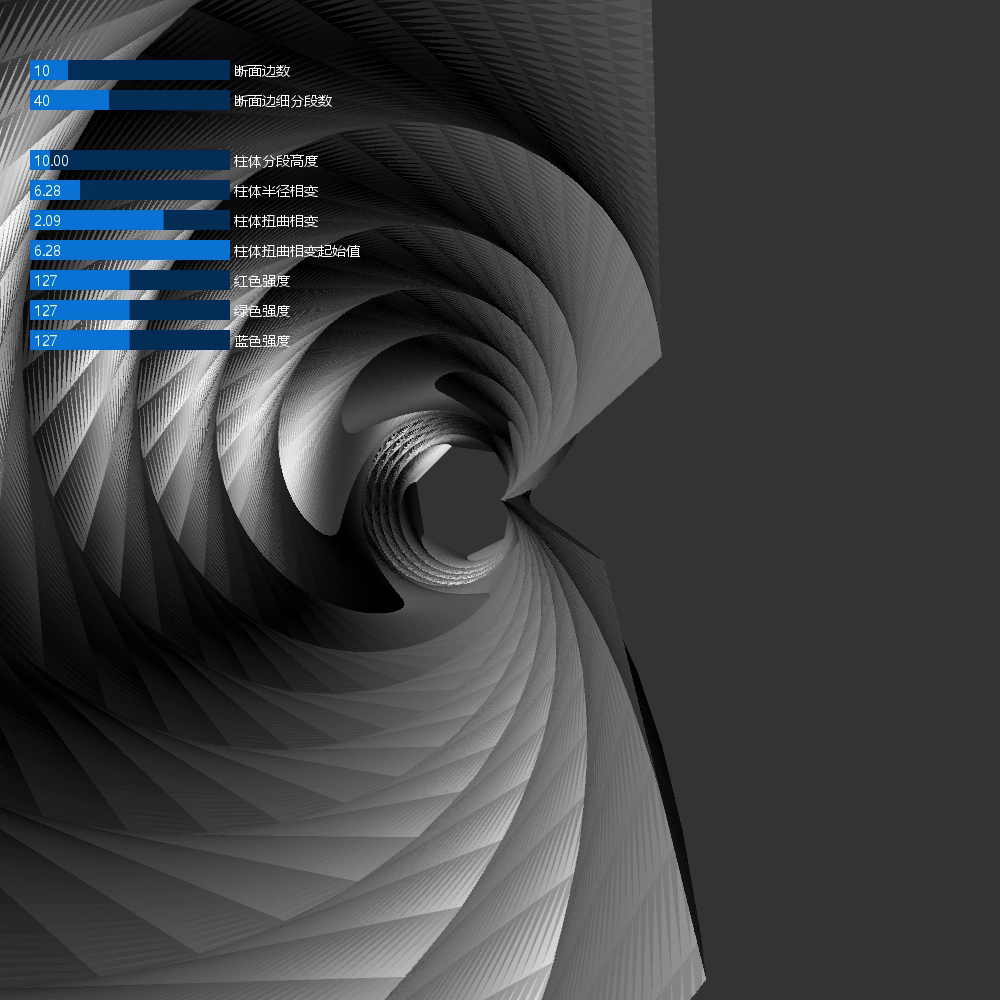 10 断面边数
40 断面边细分段数
10.00 柱体分段高度
6.28 柱体半径相变
2.09 柱体扭曲相变
6.28 柱体扭曲相变起始值
127 红色强度
127 绿色强度
127 蓝色强度